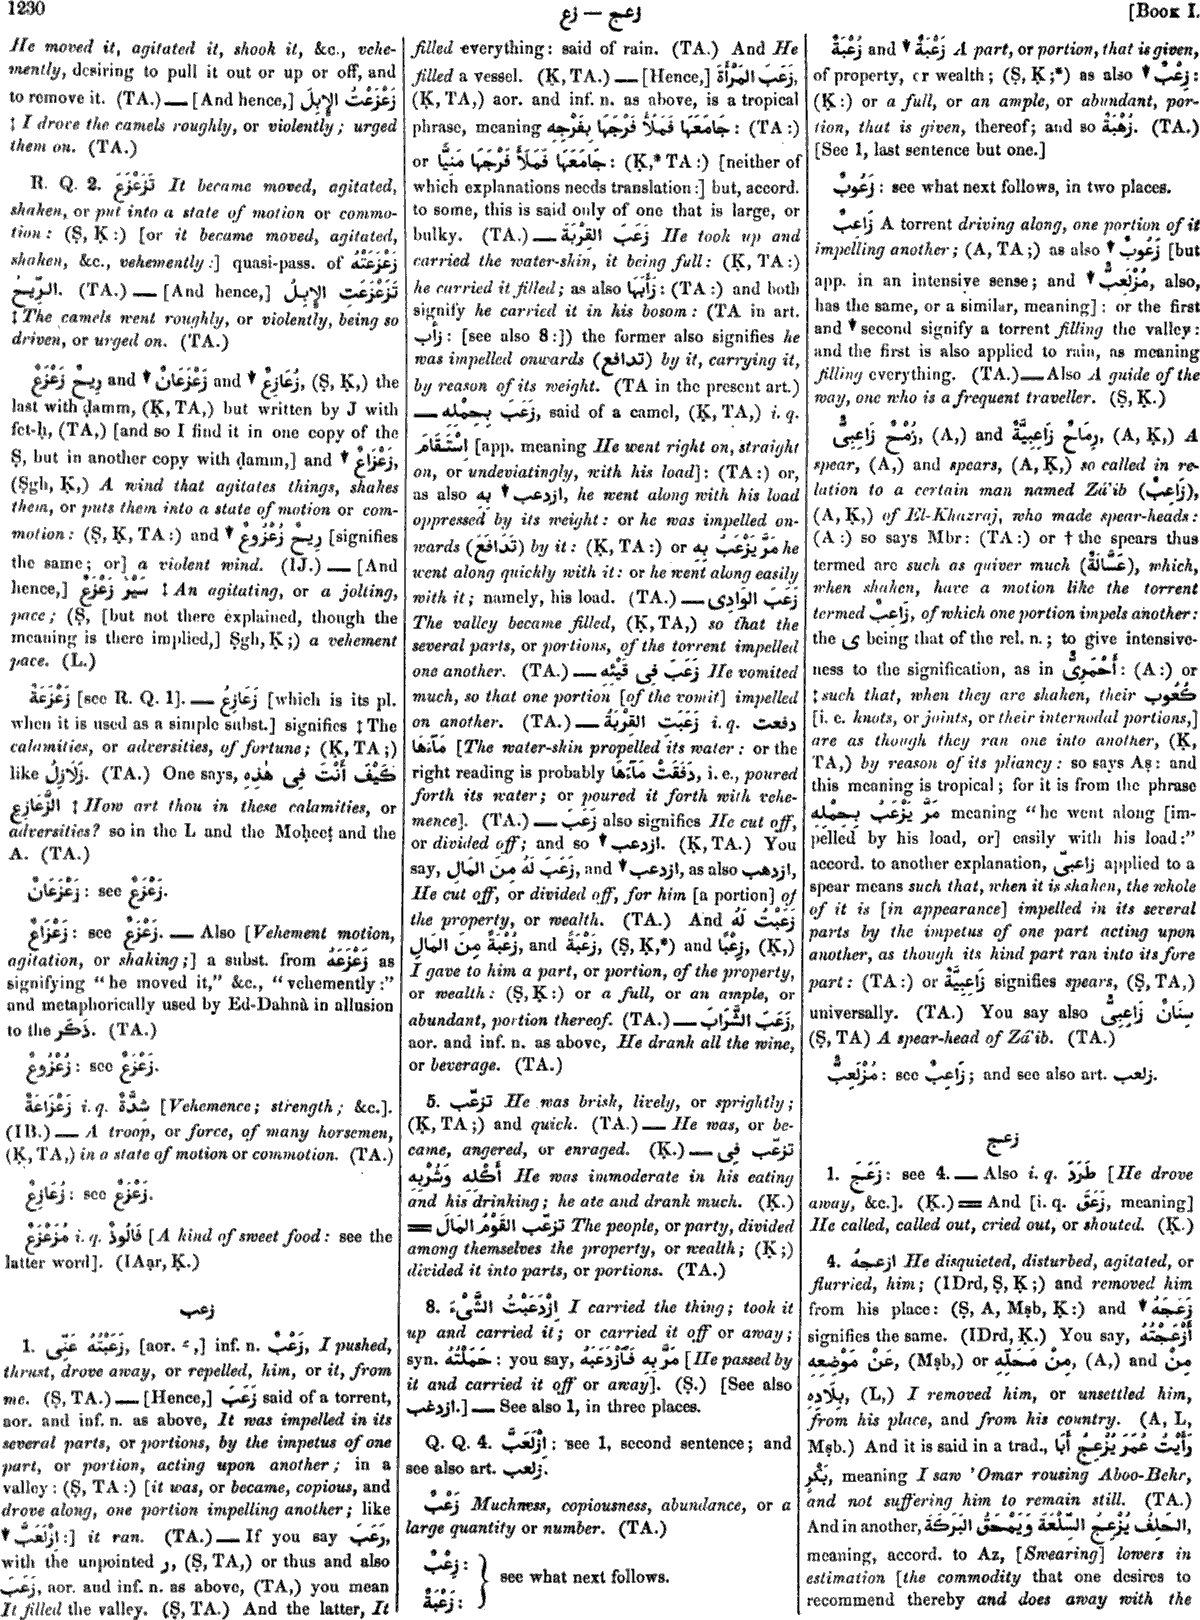 1230
زعج — زع
[Book I.
He moved it, agitated it, shook it, &c., vehe-
mently, desiring to pull it out or up or off, and
to remove it. (TA.) — [And hence,] زَعْزَعْتُ الإِبِلَ
‡ I drove the camels roughly, or violently; urged
them on. (TA.)
R. Q. 2. تَزَعْزَعَ It became moved, agitated,
shaken, or put into a state of motion or commo-
tion: (Ṣ, Ḳ:) [or it became moved, agitated,
shaken, &c., vehemently:] quasi-pass. of زَعْزَعَتْهُ
الرِّيحُ. (TA.) — [And hence,] تَزَعْزَعَتِ الإِبِلُ
‡ The camels went roughly, or violently, being so
driven, or urged on. (TA.)
رِيحٌ زَعْزَعٌ and ▼ زَعْزَعَانٌ and ▼ زُعَازِعٌ, (Ṣ, Ḳ,) the
last with ḍamm, (Ḳ, TA,) but written by J with
fet-ḥ, (TA,) [and so I find it in one copy of the
Ṣ, but in another copy with ḍamm,] and ▼ زَعْزَاعٌ,
(Ṣgh, Ḳ,) A wind that agitates things, shakes
them, or puts them into a state of motion or com-
motion: (Ṣ, Ḳ, TA:) and ▼ رِيحٌ زُعْزُوعٌ [signifies
the same; or] a violent wind. (IJ.) — [And
hence,] سَيْرٌ زَعْزَعٌ ‡ An agitating, or a jolting,
pace; (Ṣ, [but not there explained, though the
meaning is there implied,] Ṣgh, Ḳ;) a vehement
pace. (L.)
زَعْزَعَةٌ [see R. Q. 1]. — زَعَازِعُ [which is its pl.
when it is used as a simple subst.] signifies ‡ The
calamities, or adversities, of fortune; (Ḳ, TA;)
like زَلَازِلُ. (TA.) One says, كَيْفَ أَنْتَ فِى هٰذِهِ
الزَّعَازِعِ ‡ How art thou in these calamities, or
adversities? so in the L and the Moḥeeṭ and the
A. (TA.)
زَعْزَعَانٌ: see زَعْزَعٌ.
زَعْزَاعٌ: see زَعْزَعٌ. — Also [Vehement motion,
agitation, or shaking;] a subst. from زَعْزَعَهُ as
signifying "he moved it," &c., "vehemently:"
and metaphorically used by Ed-Dahnà in allusion
to the ذَكَر. (TA.)
زُعْزُوعٌ: see زَعْزَعٌ.
زَعْزَاعَةٌ i. q. شِدَّةٌ [Vehemence; strength; &c.].
(IB.) — A troop, or force, of many horsemen,
(Ḳ, TA,) in a state of motion or commotion. (TA.)
زُعَازِعٌ: see زَعْزَعٌ.
مُزَعْزَعٌ i. q. فَالُوذٌ [A kind of sweet food: see the
latter word]. (IAạr, Ḳ.)
زعب
1. زَعَبْتُهُ عَنِّى, [aor. ـَ ,] inf. n. زَعْبٌ, I pushed,
thrust, drove away, or repelled, him, or it, from
me. (Ṣ, TA.) — [Hence,] زَعَبَ said of a torrent,
aor. and inf. n. as above, It was impelled in its
several parts, or portions, by the impetus of one
part, or portion, acting upon another; in a
valley: (Ṣ, TA:) [it was, or became, copious, and
drove along, one portion impelling another; like
▼ اِزْلَعَبَّ:] it ran. (TA.) — If you say رَعَبَ,
with the unpointed ر, (Ṣ, TA,) or thus and also
زَعَبَ, aor. and inf. n. as above, (TA,) you mean
It filled the valley. (Ṣ, TA.) And the latter, It
filled everything: said of rain. (TA.) And He
filled a vessel. (Ḳ, TA.) — [Hence,] زَعَبَ المَرْأَةَ,
(Ḳ, TA,) aor. and inf. n. as above, is a tropical
phrase, meaning جَامَعَهَا فَمَلَأَ فَرْجَهَا بِفَرْجِهِ: (TA:)
or جَامَعَهَا فَمَلَأَ فَرْجَهَا مَنِيًّا: (Ḳ,* TA:) [neither of
which explanations needs translation:] but, accord.
to some, this is said only of one that is large, or
bulky. (TA.) — زَعَبَ القِرْبَةَ He took up and
carried the water-skin, it being full: (Ḳ, TA:)
he carried it filled; as also زَأَبَهَا: (TA:) and both
signify he carried it in his bosom: (TA in art.
زأب: [see also 8:]) the former also signifies he
was impelled onwards (تدافع) by it, carrying it,
by reason of its weight. (TA in the present art.)
— زَعَبَ بِحِمْلِهِ, said of a camel, (Ḳ, TA,) i. q.
اِسْتَقَامَ [app. meaning He went right on, straight
on, or undeviatingly, with his load]: (TA:) or,
as also ▼ ازدعب بِهِ, he went along with his load
oppressed by its weight: or he was impelled on-
wards (تَدَافَعَ) by it: (Ḳ, TA:) or مَرَّ يَزْعَبُ بِهِ he
went along quickly with it: or he went along easily
with it; namely, his load. (TA.) — زَعَبَ الوَادِى
The valley became filled, (Ḳ, TA,) so that the
several parts, or portions, of the torrent impelled
one another. (TA.) — زَعَبَ فِى قَيْئِهِ He vomited
much, so that one portion [of the vomit] impelled
on another. (TA.) — زَعَبَتِ القِرْبَةُ i. q. دفعت
مَآءَهَا [The water-skin propelled its water: or the
right reading is probably دَفَقَتْ مَآءَهَا, i. e., poured
forth its water; or poured it forth with vehe-
mence]. (TA.) — زَعَبَ also signifies He cut off,
or divided off; and so ▼ ازدعب. (Ḳ, TA.) You
say, زَعَبَ لَهُ مِنَ المَالِ, and ▼ ازدعب, as also ازدهب,
He cut off, or divided off, for him [a portion] of
the property, or wealth. (TA.) And زَعَبْتُ لَهُ
زُعْبَةً مِنَ المَالِ, and زَعْبَةً, (Ṣ, Ḳ,*) and زِعْبًا, (Ḳ,)
I gave to him a part, or portion, of the property,
or wealth: (Ṣ, Ḳ:) or a full, or an ample, or
abundant, portion thereof. (TA.) — زَعَبَ الشَّرَابَ,
aor. and inf. n. as above, He drank all the wine,
or beverage. (TA.)
5. تزعّب He was brisk, lively, or sprightly;
(Ḳ, TA;) and quick. (TA.) — He was, or be-
came, angered, or enraged. (Ḳ.) — تزعّب فِى
أَكْلِهِ وَشُرْبِهِ He was immoderate in his eating
and his drinking; he ate and drank much. (Ḳ.)
= تزعّب القَوْمُ المَالَ The people, or party, divided
among themselves the property, or wealth; (Ḳ;)
divided it into parts, or portions. (TA.)
8. اِزْدَعَبْتُ الشَّىْءَ I carried the thing; took it
up and carried it; or carried it off or away;
syn. حَمَلْتُهُ: you say, مَرَّ بِهِ فَٱزْدَعَبَهُ [He passed by
it and carried it off or away]. (Ṣ.) [See also
ازدغب.] — See also 1, in three places.
Q. Q. 4. اِزْلَعَبَّ: see 1, second sentence; and
see also art. زلعب.
زَعْبٌ Muchness, copiousness, abundance, or a
large quantity or number. (TA.)
زِعْبٌ:
زَعْبَةٌ:
see what next follows.
زُعْبَةٌ and ▼ زَعْبَةٌ A part, or portion, that is given,
of property, or wealth; (Ṣ, Ḳ;*) as also ▼ زِعْبٌ:
(Ḳ:) or a full, or an ample, or abundant, por-
tion, that is given, thereof; and so زُهْبَةٌ. (TA.)
[See 1, last sentence but one.]
زَعُوبٌ: see what next follows, in two places.
زَاعِبٌ A torrent driving along, one portion of it
impelling another; (A, TA;) as also ▼ زَعُوبٌ [but
app. in an intensive sense; and ▼ مُزْلَعِبٌّ, also,
has the same, or a similar, meaning]: or the first
and ▼ second signify a torrent filling the valley:
and the first is also applied to rain, as meaning
filling everything. (TA.) — Also A guide of the
way, one who is a frequent traveller. (Ṣ, Ḳ.)
رُمْحٌ زَاعِبِىٌّ, (A,) and رِمَاحٌ زَاعِبِيَّةٌ, (A, Ḳ,) A
spear, (A,) and spears, (A, Ḳ,) so called in re-
lation to a certain man named Zá'ib (زَاعِبٌ),
(A, Ḳ,) of El-Khazraj, who made spear-heads:
(A:) so says Mbr: (TA:) or † the spears thus
termed are such as quiver much (عَسَّالَةٌ), which,
when shaken, have a motion like the torrent
termed زَاعِبٌ, of which one portion impels another:
the ى being that of the rel. n.; to give intensive-
ness to the signification, as in أَحْمَرِىٌّ: (A:) or
‡ such that, when they are shaken, their كُعُوب
[i. e. knots, or joints, or their internodal portions,]
are as though they ran one into another, (Ḳ,
TA,) by reason of its pliancy: so says Aṣ: and
this meaning is tropical; for it is from the phrase
مَرَّ يَزْعَبُ بِحِمْلِهِ meaning "he went along [im-
pelled by his load, or] easily with his load:"
accord. to another explanation, زاعبىّ applied to a
spear means such that, when it is shaken, the whole
of it is [in appearance] impelled in its several
parts by the impetus of one part acting upon
another, as though its hind part ran into its fore
part: (TA:) or زَاعِبِيَّةٌ signifies spears, (Ṣ, TA,)
universally. (TA.) You say also سِنَانٌ زَاعِبِىٌّ
(Ṣ, TA) A spear-head of Zá'ib. (TA.)
مُزْلَعِبٌّ: see زَاعِبٌ; and see also art. زلعب.
زعج
1. زَعَجَ: see 4. — Also i. q. طَرَدَ [He drove
away, &c.]. (Ḳ.) = And [i. q. زَعَقَ, meaning]
He called, called out, cried out, or shouted. (Ḳ.)
4. ازعجهُ He disquieted, disturbed, agitated, or
flurried, him; (IDrd, Ṣ, Ḳ;) and removed him
from his place: (Ṣ, A, Mṣb, Ḳ:) and ▼ زَعَجَهُ
signifies the same. (IDrd, Ḳ.) You say, أَزْعَجْتُهُ
عَنْ مَوْضِعِهِ, (Mṣb,) or مِنْ مَحَلِّهِ, (A,) and مِنْ
بِلَادِهِ, (L,) I removed him, or unsettled him,
from his place, and from his country. (A, L,
Mṣb.) And it is said in a trad., رَأَيْتُ عُمَرَ يُزْعِجُ أَبَا
بَكْرٍ, meaning I saw 'Omar rousing Aboo-Bekr,
and not suffering him to remain still. (TA.)
And in another, الحَلِفُ يُزْعِجُ السِّلْعَةَ وَيَمْحَقُ البَرَكَةَ,
meaning, accord. to Az, [Swearing] lowers in
estimation [the commodity that one desires to
recommend thereby and does away with the